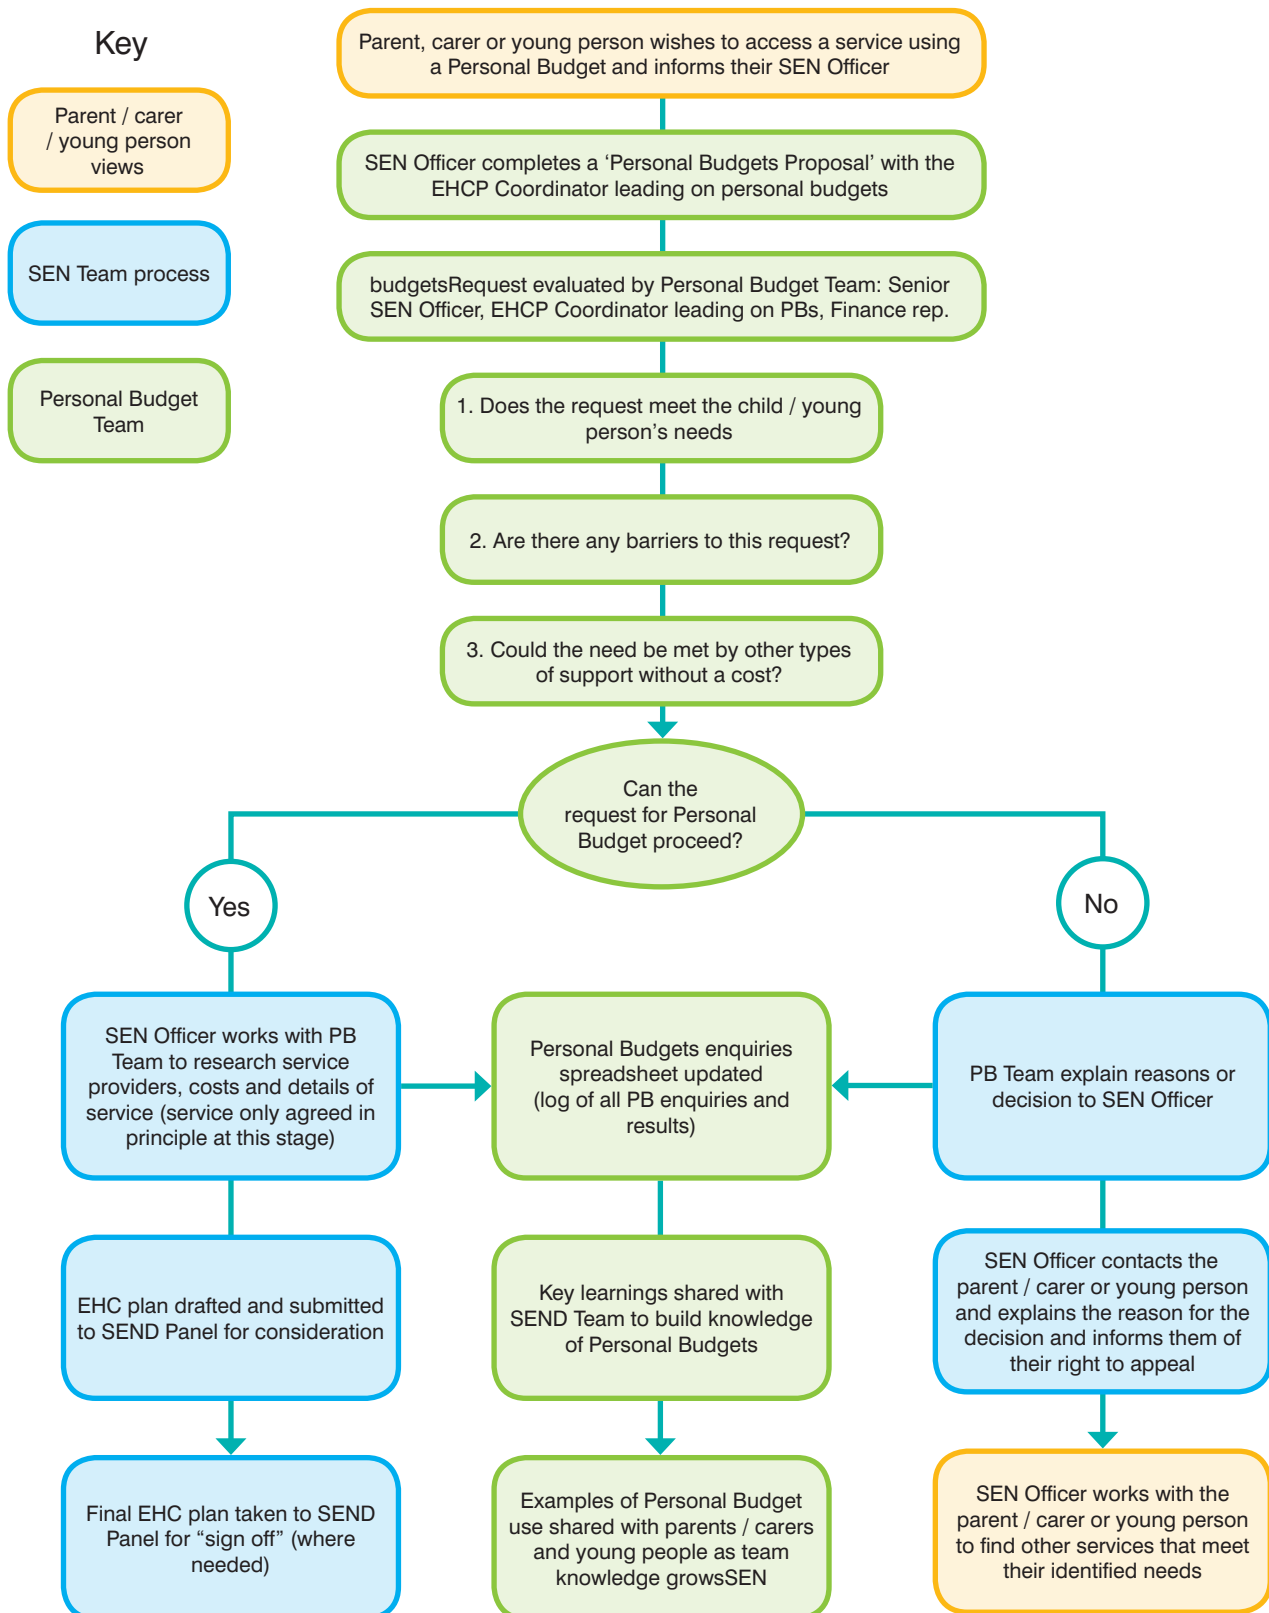 Key
Parent / carer
/ young person
views
SEN Team process
Personal Budget
Team
Parent, carer or young person wishes to access a service using
a Personal Budget and informs their SEN Officer
SEN Officer completes a ‘Personal Budgets Proposal’ with the
EHCP Coordinator leading on personal budgets
budgetsRequest evaluated by Personal Budget Team: Senior
SEN Officer, EHCP Coordinator leading on PBs, Finance rep.
1. Does the request meet the child / young
person’s needs
2. Are there any barriers to this request?
3. Could the need be met by other types
of support without a cost?
Can the
request for Personal
Budget proceed?
Yes
No
SEN Officer works with PB
Team to research service
providers, costs and details of
service (service only agreed in
principle at this stage)
Personal Budgets enquiries
spreadsheet updated
(log of all PB enquiries and
results)
PB Team explain reasons or
decision to SEN Officer
EHC plan drafted and submitted
to SEND Panel for consideration
Key learnings shared with
SEND Team to build knowledge
of Personal Budgets
SEN Officer contacts the
parent / carer or young person
and explains the reason for the
decision and informs them of
their right to appeal
Final EHC plan taken to SEND
Panel for “sign off” (where
needed)
Examples of Personal Budget
use shared with parents / carers
and young people as team
knowledge growsSEN
SEN Officer works with the
parent / carer or young person
to find other services that meet
their identified needs